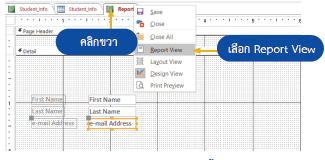 Student_Info Student_Info Report
Save
Close
Close All
Report View
Layout View
Design View
Print Preview
คลิกขวา
เลือก Report View
Page Header
Detail
First Name First Name
Last Name Last Name
e-mail Address e-mail Address